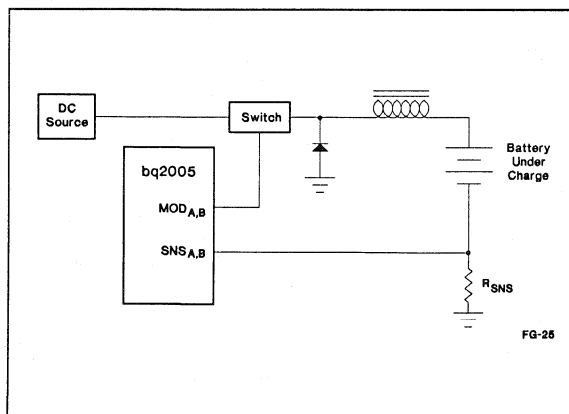 DC
Source
Switch
Battery
Under
Charge
bq2005
MODA,B
SNSA,B
RSNS
FG-25